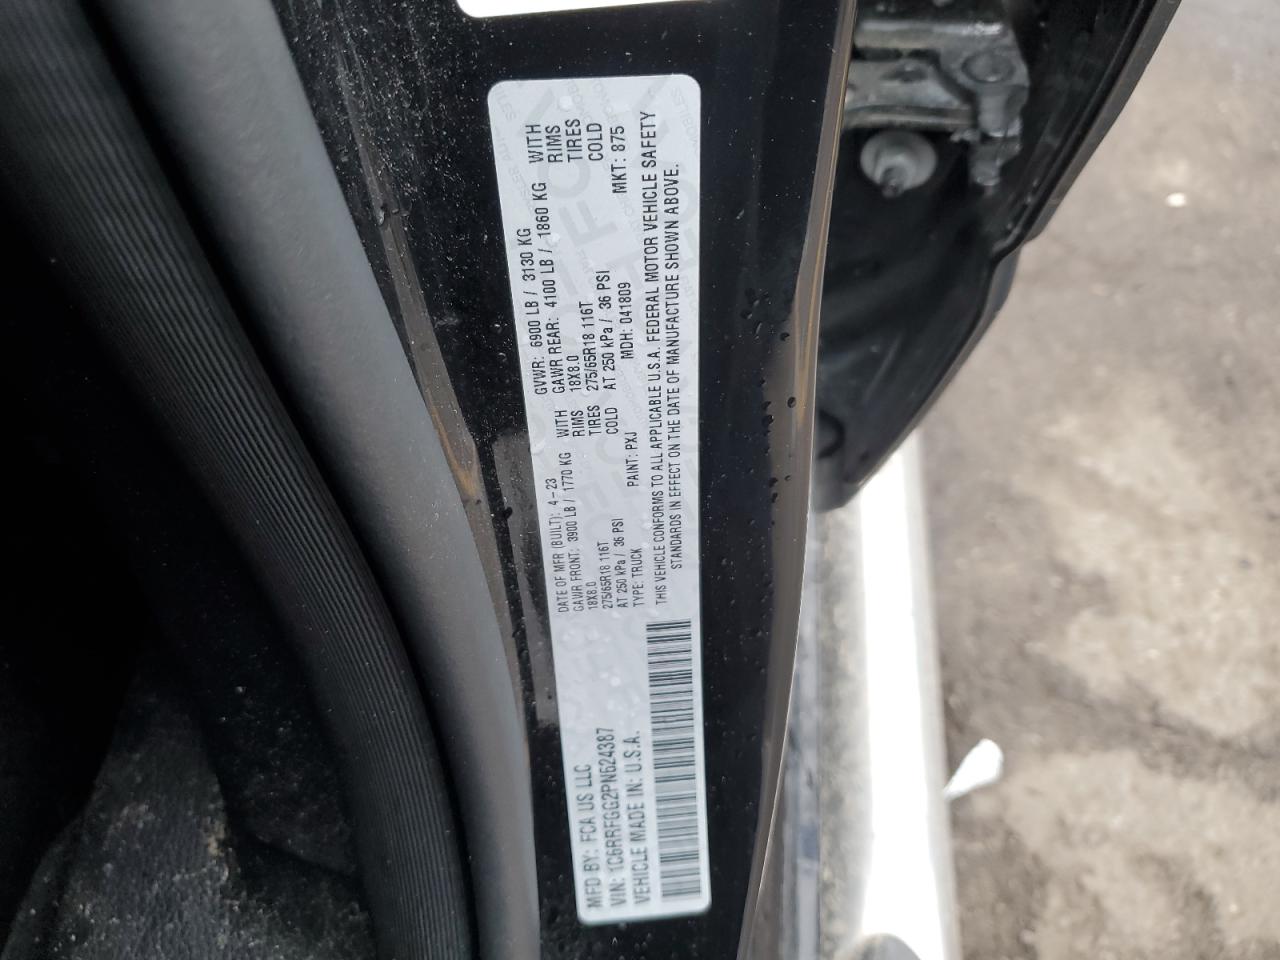 MFD BY: FCA US LLC
DATE OF MFR (BUILT): 4-23 GVWR: 6900 LB / 3130 KG
GAWR FRONT: 3900 LB / 1770 KG WITH GAWR REAR: 4100 LB / 1860 KG WITH
18X8.0 RIMS 18X8.0 RIMS
275/65R18 116T TIRES 275/65R18 116T TIRES
AT 250 kPa / 36 PSI COLD AT 250 kPa / 36 PSI COLD
VIN: 1C6RRFGG2PN624387
TYPE: TRUCK PAINT: PXJ MDH: 041809 MKT: 875
VEHICLE MADE IN: U.S.A.
THIS VEHICLE CONFORMS TO ALL APPLICABLE U.S.A. FEDERAL MOTOR VEHICLE SAFETY
STANDARDS IN EFFECT ON THE DATE OF MANUFACTURE SHOWN ABOVE.